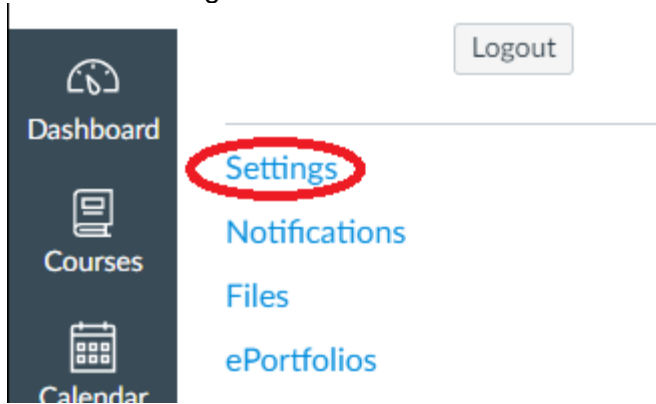 Logout
Dashboard
Settings
Notifications
Courses
Files
ePortfolios
Calendar